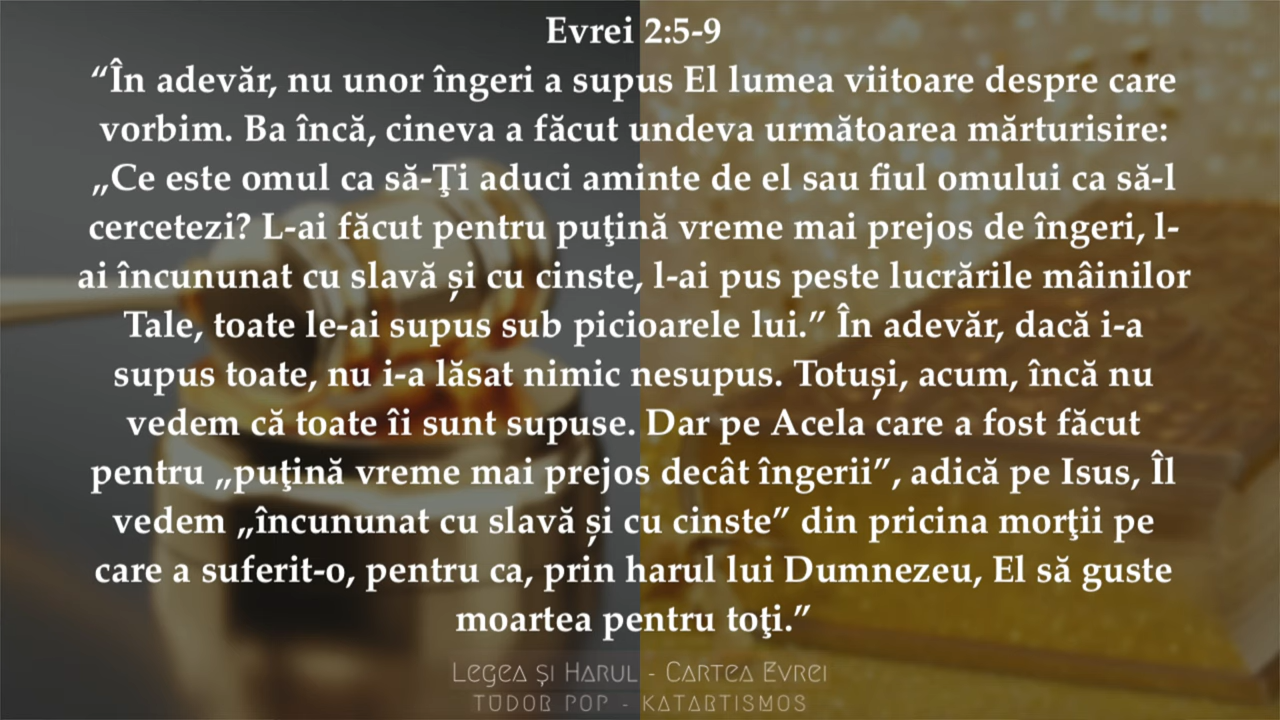 Evrei 2:5-9
“În adevăr, nu unor îngeri a supus El lumea viitoare despre care
vorbim. Ba încă, cineva a făcut undeva următoarea mărturisire:
„Ce este omul ca să-Ţi aduci aminte de el sau fiul omului ca să-l
cercetezi? L-ai făcut pentru puţină vreme mai prejos de îngeri, l-
ai încununat cu slavă și cu cinste, l-ai pus peste lucrările mâinilor
Tale, toate le-ai supus sub picioarele lui.” În adevăr, dacă i-a
supus toate, nu i-a lăsat nimic nesupus. Totuși, acum, încă nu
vedem că toate îi sunt supuse. Dar pe Acela care a fost făcut
pentru „puţină vreme mai prejos decât îngerii”, adică pe Isus, Îl
vedem „încununat cu slavă și cu cinste” din pricina morţii pe
care a suferit-o, pentru ca, prin harul lui Dumnezeu, El să guste
moartea pentru toţi.”
Legea și Harul - Cartea Evrei
TUDOR POP - KATARTISMOS